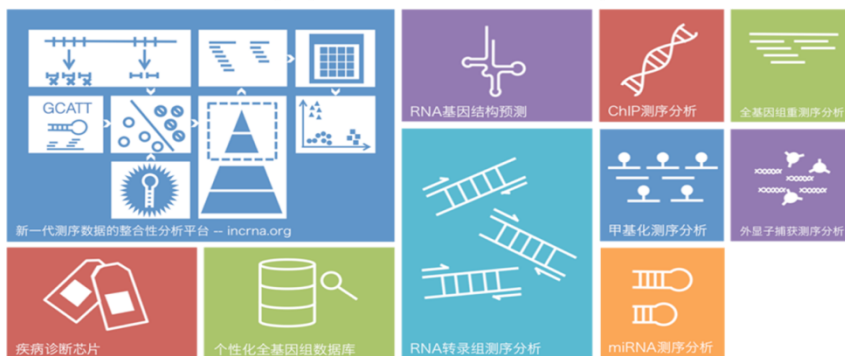 GCATT
新一代测序数据的整合性分析平台 -- incrna.org
RNA基因结构预测
ChIP测序分析
全基因组重测序分析
甲基化测序分析
外显子捕获测序分析
疾病诊断芯片
个性化全基因组数据库
RNA转录组测序分析
miRNA测序分析